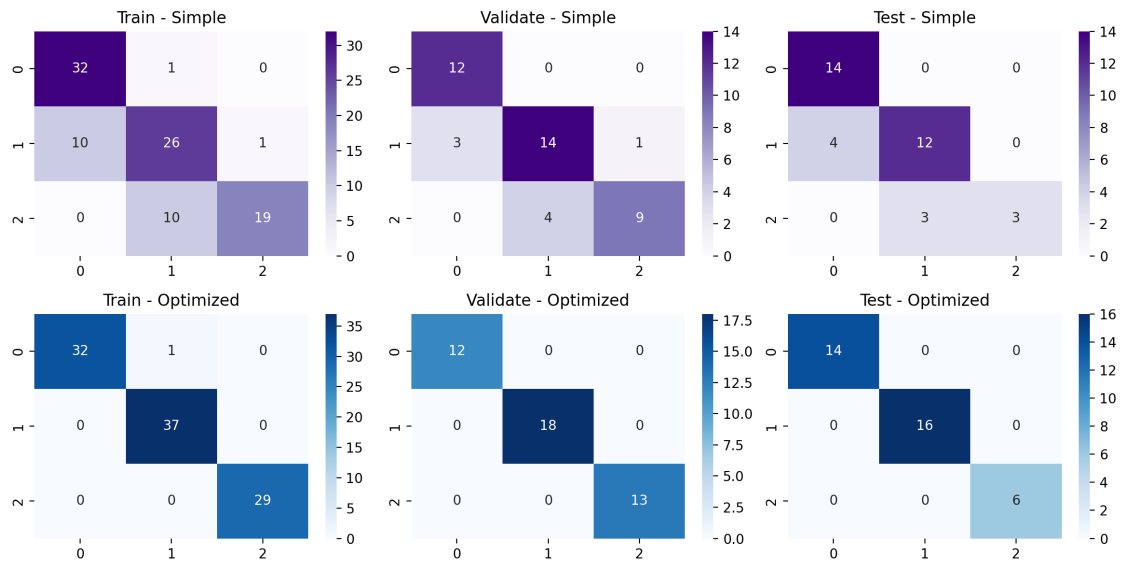 Train - Simple
0 32 1 0 30
1 10 26 1 25
2 0 10 19 20
0 1 2 15
10
5
0
Validate - Simple
12 0 0 14
3 14 1 12
0 4 9 10
0 1 2 8
6
4
2
0
Test - Simple
14 0 0 14
4 12 0 12
0 3 3 10
0 1 2 8
6
4
2
0
Train - Optimized
0 32 1 0 35
1 0 37 0 30
2 0 0 29 25
0 1 2 20
15
10
5
0
Validate - Optimized
0 12 0 0 17.5
1 0 18 0 15.0
2 0 0 13 12.5
0 1 2 10.0
7.5
5.0
2.5
0.0
Test - Optimized
0 14 0 0 16
1 0 16 0 14
2 0 0 6 12
0 1 2 10
8
6
4
2
0